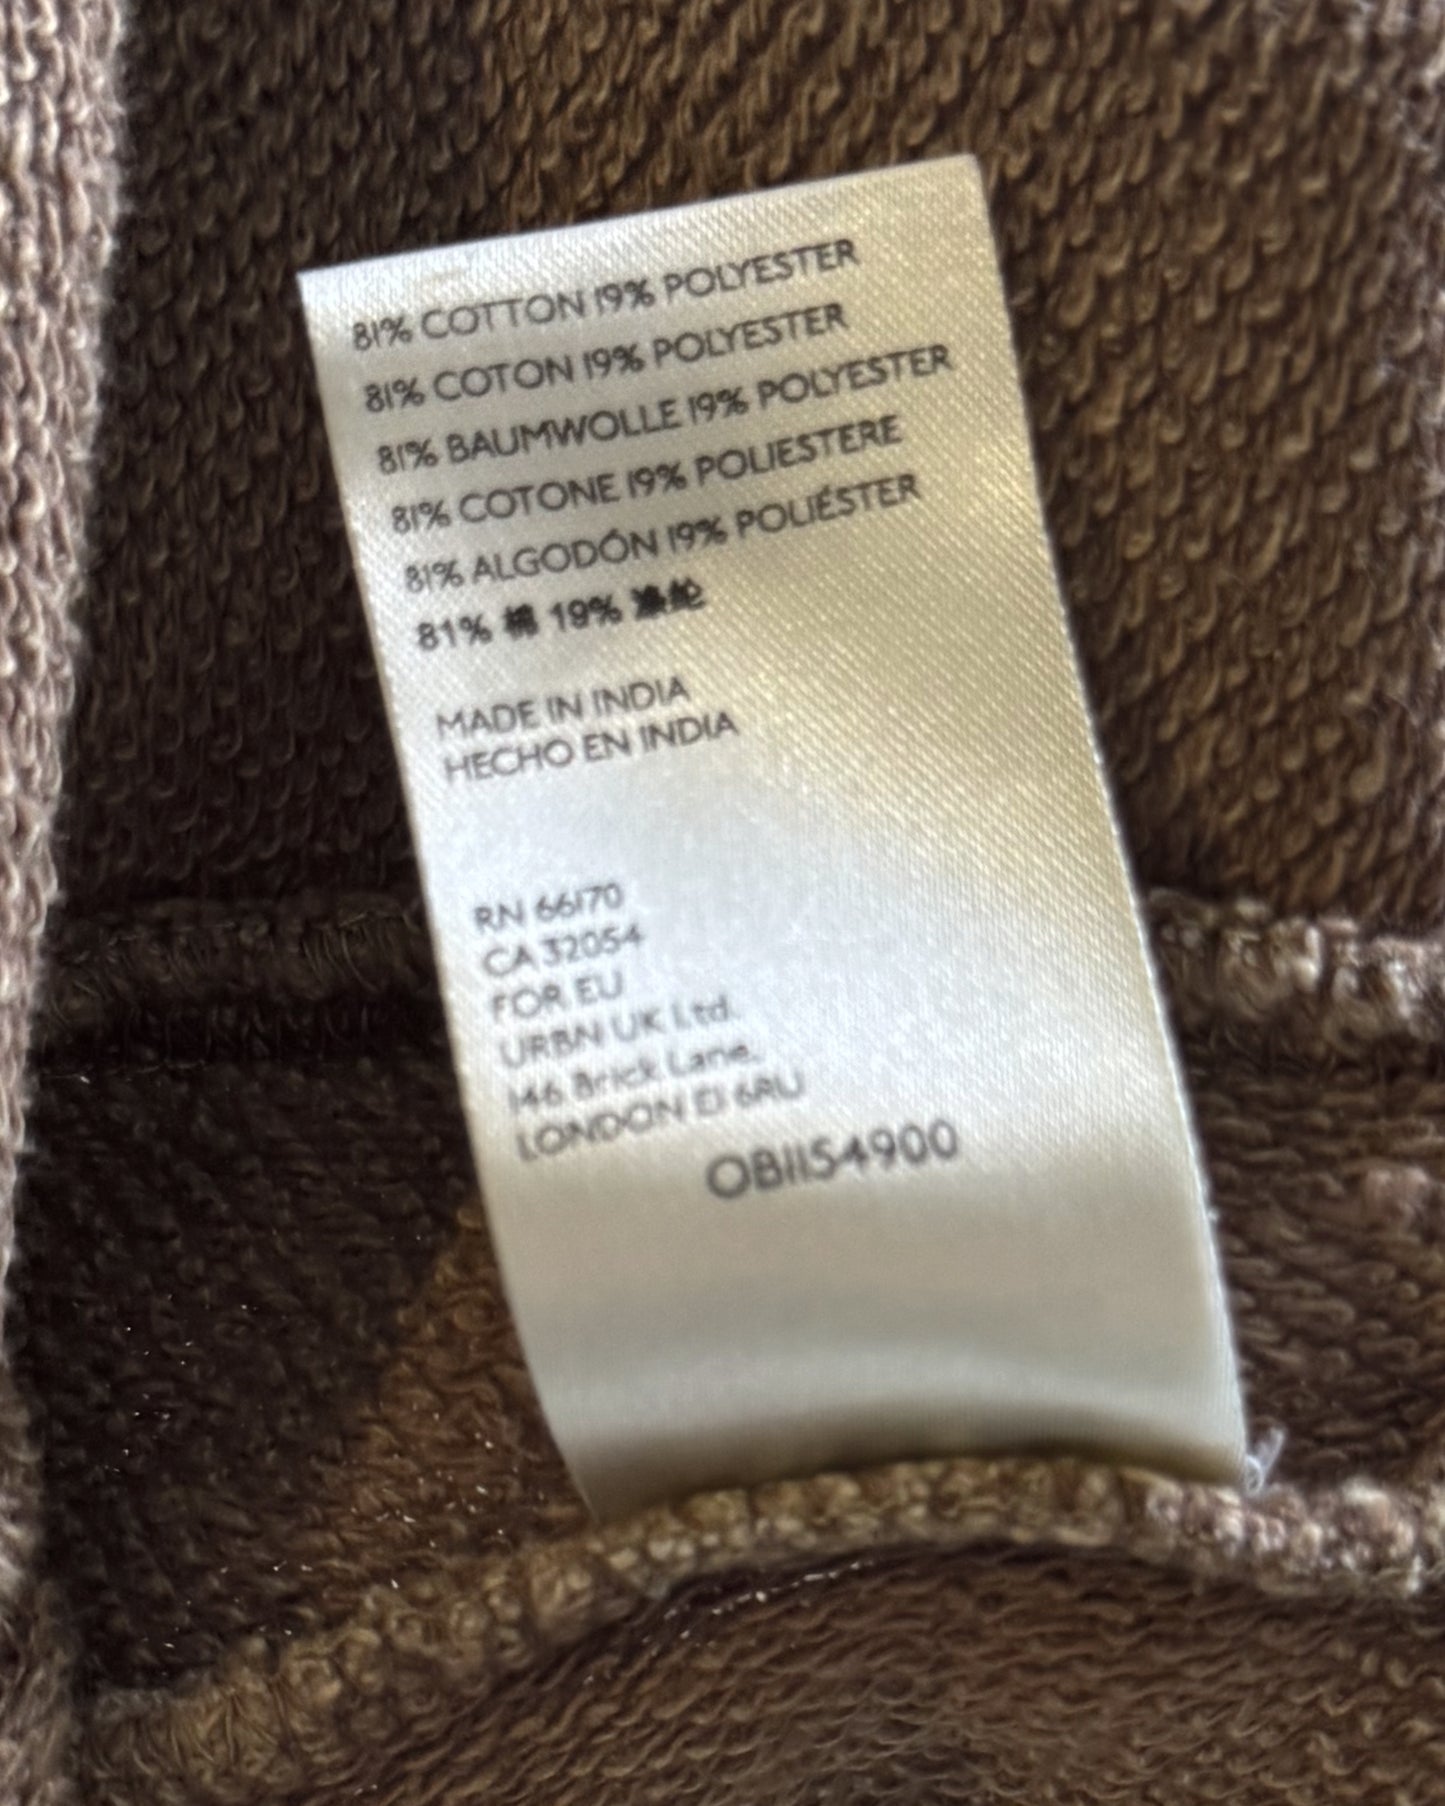 81% COTTON 19% POLYESTER
81% COTON 19% POLYESTER
81% BAUMWOLLE 19% POLYESTER
81% COTONE 19% POLIESTERE
81% ALGODÓN 19% POLIÉSTER
81% 棉 19% 涤纶
MADE IN INDIA
HECHO EN INDIA
RN 66170
CA 32054
FOR EU
URBN UK Ltd.
146 Brick Lane.
LONDON E1 6RU
OB1154900